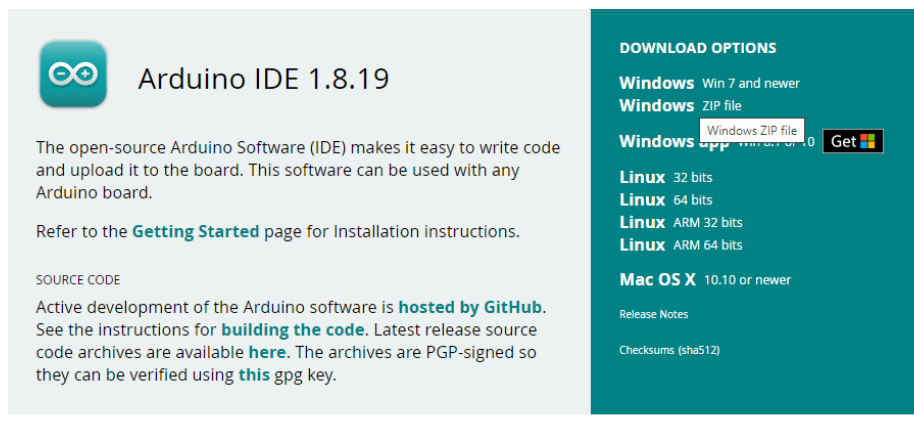 Arduino IDE 1.8.19
The open-source Arduino Software (IDE) makes it easy to write code
and upload it to the board. This software can be used with any
Arduino board.
Refer to the Getting Started page for Installation instructions.
SOURCE CODE
Active development of the Arduino software is hosted by GitHub.
See the instructions for building the code. Latest release source
code archives are available here. The archives are PGP-signed so
they can be verified using this gpg key.
DOWNLOAD OPTIONS
Windows Win 7 and newer
Windows ZIP file
Windows ZIP file
Windows app Win 8.1 or 10 Get
Linux 32 bits
Linux 64 bits
Linux ARM 32 bits
Linux ARM 64 bits
Mac OS X 10.10 or newer
Release Notes
Checksums (sha512)